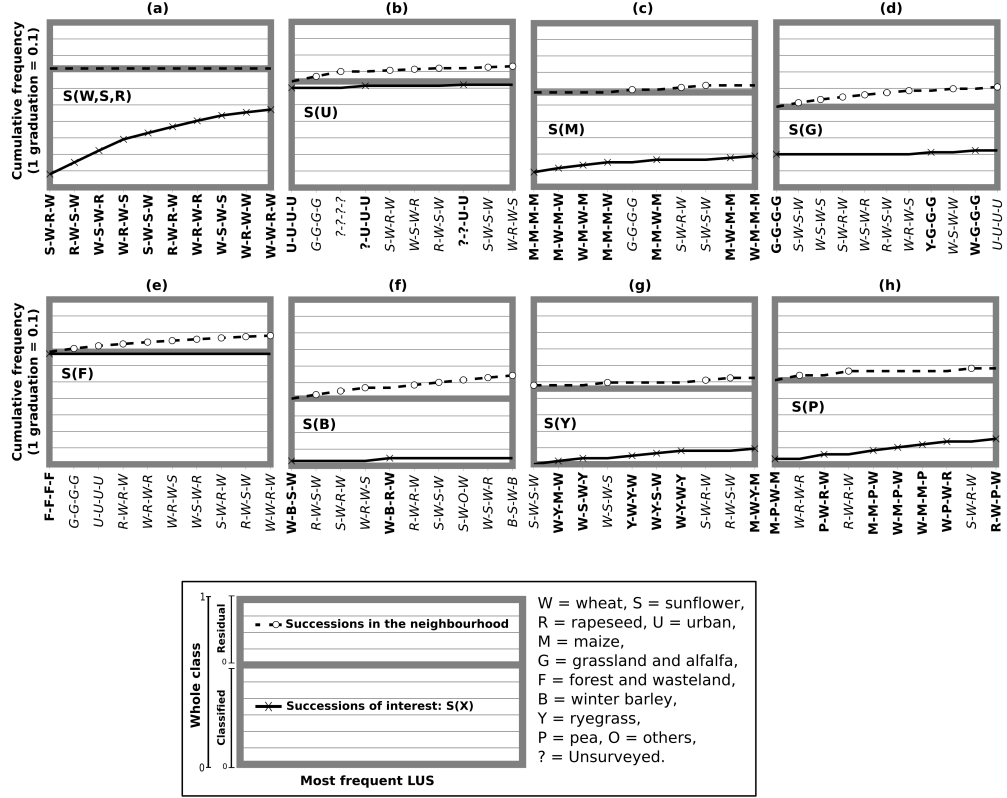 (a) (b) (c) (d)
Cumulative frequency
(1 graduation = 0.1)
S(W,S,R)
S(U)
S(M)
S(G)
S-W-R-W R-W-S-W W-S-W-R W-R-W-S S-W-S-W R-W-R-W W-R-W-R W-S-W-S W-W-S-W W-W-R-W
U-U-U-U G-G-G-G ?-?-?-? ?-U-U-U S-W-R-W W-S-W-R R-W-S-W ?-?-U-U S-W-S-W W-R-W-S
M-M-M-M M-M-M-W W-M-M-W M-M-W-M G-G-G-G M-W-M-M S-W-R-W S-W-S-W M-W-M-W W-M-M-M
G-G-G-G S-W-S-W W-S-W-S S-W-R-W W-S-W-R R-W-S-W W-R-W-S Y-G-G-G W-S-W-W W-G-G-G U-U-U-U
(e) (f) (g) (h)
Cumulative frequency
(1 graduation = 0.1)
S(F)
S(B)
S(Y)
S(P)
F-F-F-F G-G-G-G U-U-U-U R-W-R-W W-R-W-R W-R-W-S W-S-W-R S-W-R-W W-S-W-S W-W-R-W
W-B-S-W R-W-S-W S-W-R-W W-R-W-S W-B-R-W S-W-S-W R-W-R-W S-W-O-W W-S-W-R B-S-W-B
S-W-S-W W-Y-M-W W-S-W-Y W-S-W-S Y-W-Y-W W-Y-S-W W-Y-W-Y S-W-R-W R-W-S-W M-W-Y-M
M-P-W-M W-R-W-R P-W-R-W R-W-R-W M-M-P-W W-M-P-W W-M-M-P W-P-W-R S-W-R-W R-W-P-W
Whole class
1
0
Residual
0
Classified
0
Successions in the neighbourhood
Successions of interest: S(X)
Most frequent LUS
W = wheat, S = sunflower,
R = rapeseed, U = urban,
M = maize,
G = grassland and alfalfa,
F = forest and wasteland,
B = winter barley,
Y = ryegrass,
P = pea, O = others,
? = Unsurveyed.